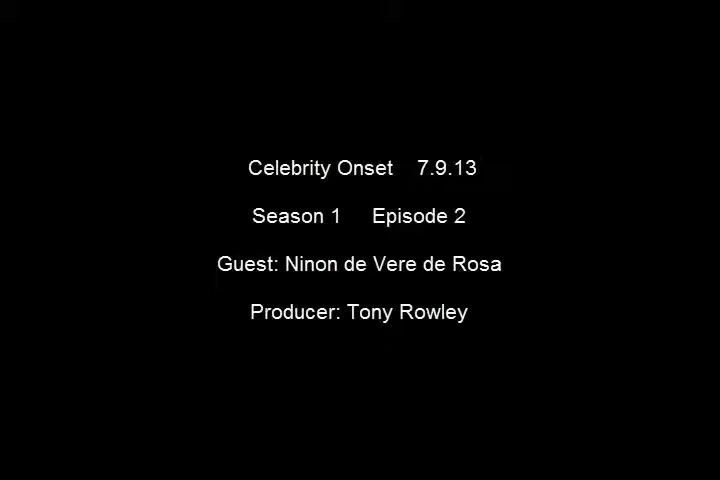 Celebrity Onset 7.9.13
Season 1 Episode 2
Guest: Ninon de Vere de Rosa
Producer: Tony Rowley